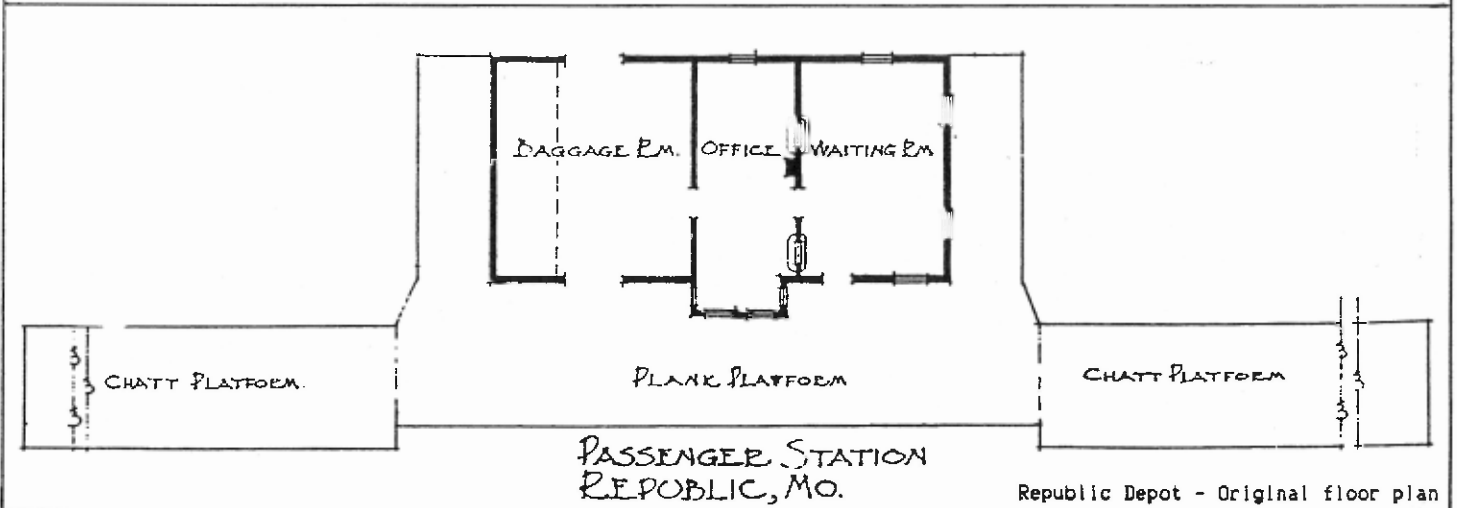 BAGGAGE RM.
OFFICE
WAITING RM
CHATT PLATFORM.
PLANK PLATFORM
CHATT PLATFORM
PASSENGER STATION
REPUBLIC, MO.
Republic Depot - Original floor plan